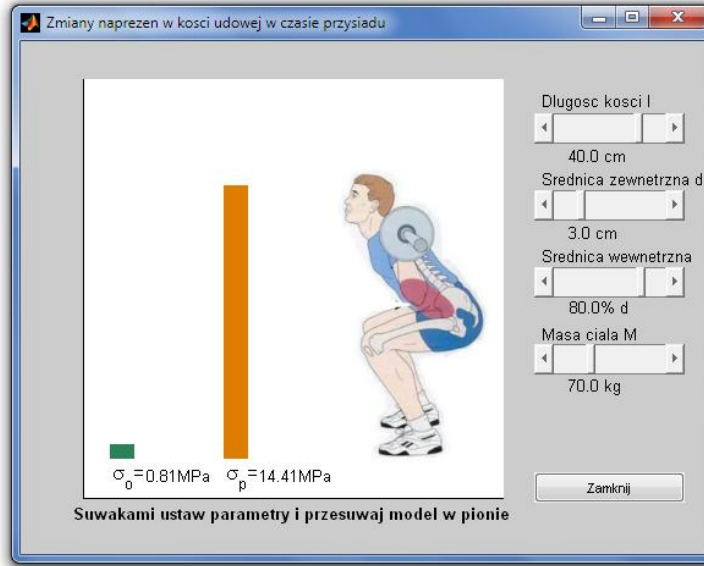 Zmiany naprezen w kosci udowej w czasie przysiadu
Dlugosc kosci l
40.0 cm
Srednica zewnetrzna d
3.0 cm
Srednica wewnetrzna
80.0% d
Masa ciala M
70.0 kg
σo=0.81MPa σp=14.41MPa
Zamknij
Suwakami ustaw parametry i przesuwaj model w pionie